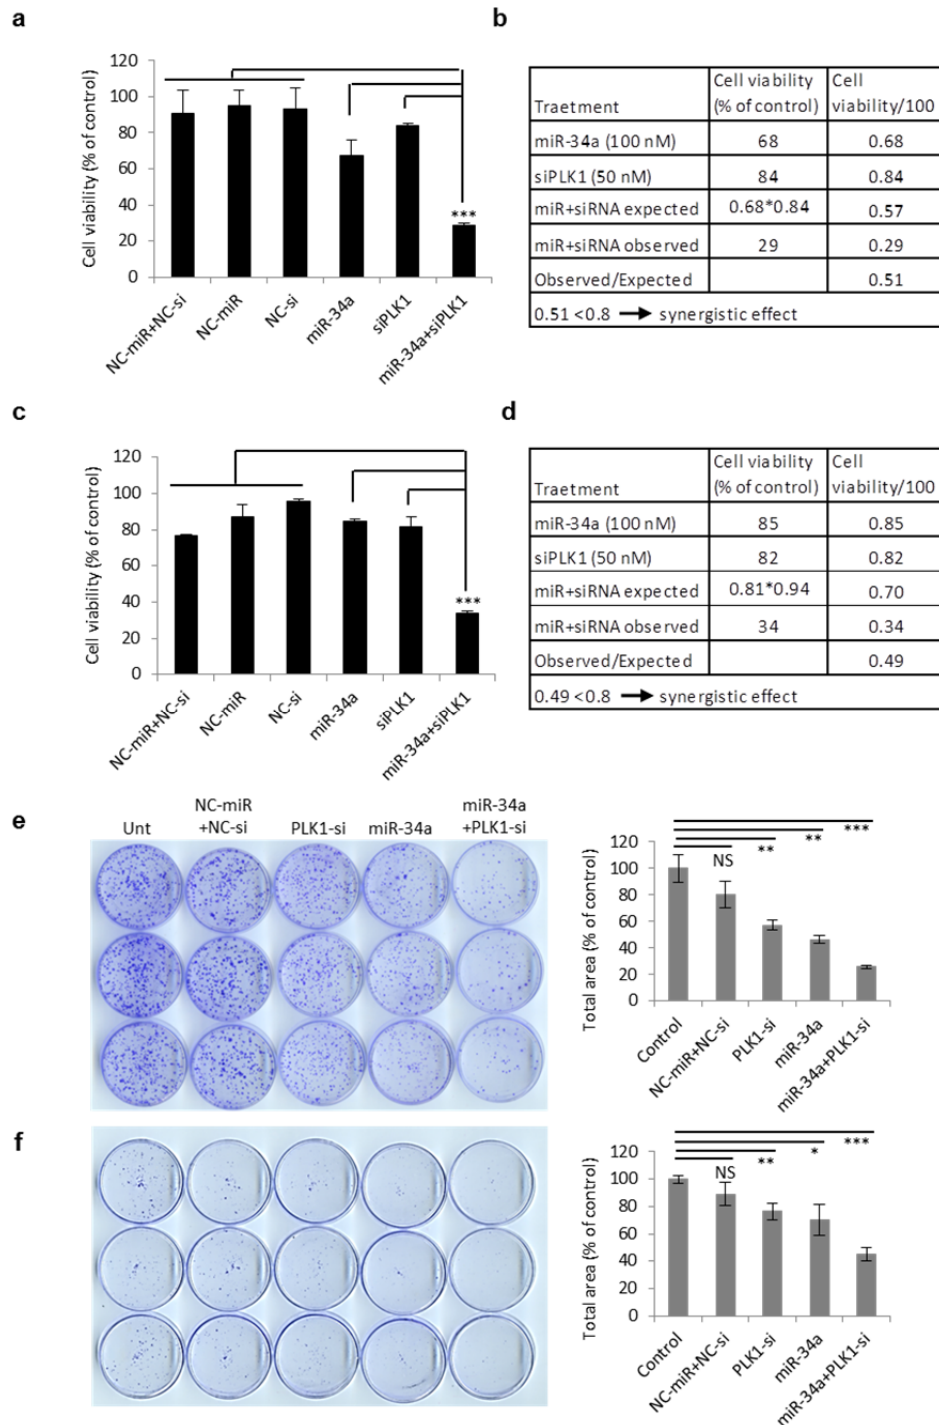 a
Cell viability (% of control)
120
100
80
60
40
20
0
***
NC-miR+NC-si
NC-miR
NC-si
miR-34a
siPLK1
miR-34a+siPLK1
b
Traetment
Cell viability
(% of control)
Cell
viability/100
miR-34a (100 nM) 68 0.68
siPLK1 (50 nM) 84 0.84
miR+siRNA expected 0.68*0.84 0.57
miR+siRNA observed 29 0.29
Observed/Expected 0.51
0.51 <0.8 → synergistic effect
c
Cell viability (% of control)
120
100
80
60
40
20
0
***
NC-miR+NC-si
NC-miR
NC-si
miR-34a
siPLK1
miR-34a+siPLK1
d
Traetment
Cell viability
(% of control)
Cell
viability/100
miR-34a (100 nM) 85 0.85
siPLK1 (50 nM) 82 0.82
miR+siRNA expected 0.81*0.94 0.70
miR+siRNA observed 34 0.34
Observed/Expected 0.49
0.49 <0.8 → synergistic effect
e
Unt
NC-miR
+NC-si
PLK1-si
miR-34a
miR-34a
+PLK1-si
Total area (% of control)
120
100
80
60
40
20
0
NS
**
**
***
Control
NC-miR+NC-si
PLK1-si
miR-34a
miR-34a+PLK1-si
f
Total area (% of control)
120
100
80
60
40
20
0
NS
**
*
***
Control
NC-miR+NC-si
PLK1-si
miR-34a
miR-34a+PLK1-si